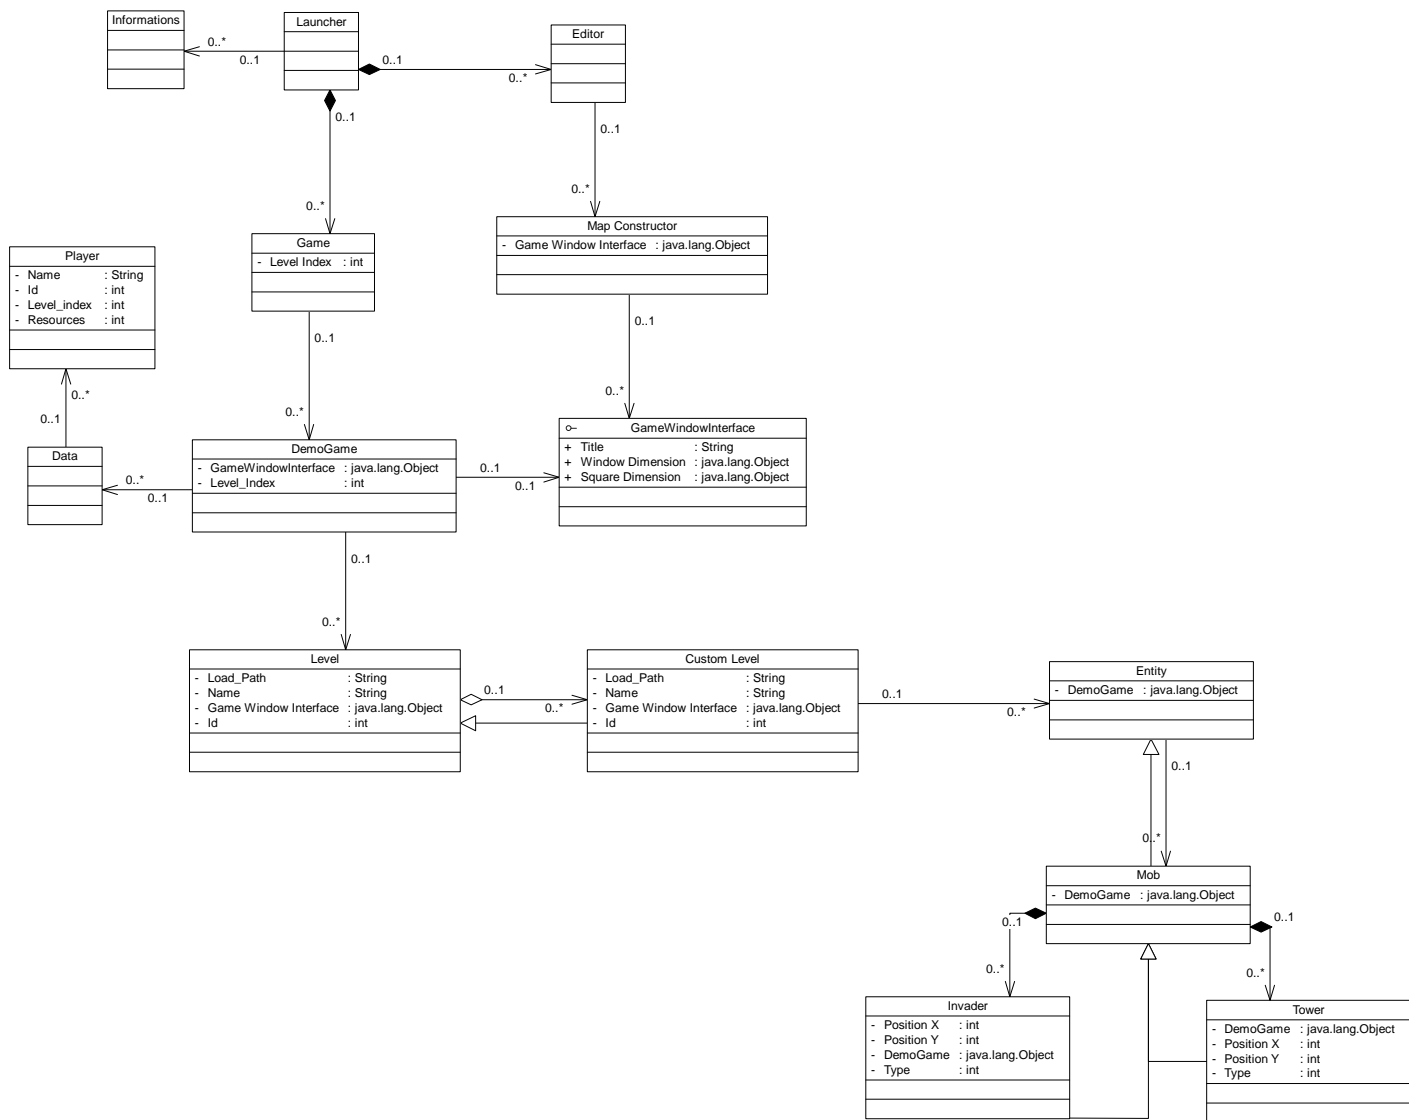 Informations
Launcher
Editor
0..*
0..1
0..1
0..*
0..1
0..1
0..*
0..*
Map Constructor
- Game Window Interface : java.lang.Object
Game
- Level Index : int
Player
- Name : String
- Id : int
- Level_index : int
- Resources : int
0..1
0..1
0..*
0..1
0..*
0..*
Data
DemoGame
- GameWindowInterface : java.lang.Object
- Level_Index : int
GameWindowInterface
+ Title : String
+ Window Dimension : java.lang.Object
+ Square Dimension : java.lang.Object
0..*
0..1
0..1
0..1
0..1
0..*
Level
- Load_Path : String
- Name : String
- Game Window Interface : java.lang.Object
- Id : int
0..1
0..*
Custom Level
- Load_Path : String
- Name : String
- Game Window Interface : java.lang.Object
- Id : int
0..1
0..*
Entity
- DemoGame : java.lang.Object
0..1
0..*
Mob
- DemoGame : java.lang.Object
0..1
0..1
0..*
0..*
Invader
- Position X : int
- Position Y : int
- DemoGame : java.lang.Object
- Type : int
Tower
- DemoGame : java.lang.Object
- Position X : int
- Position Y : int
- Type : int